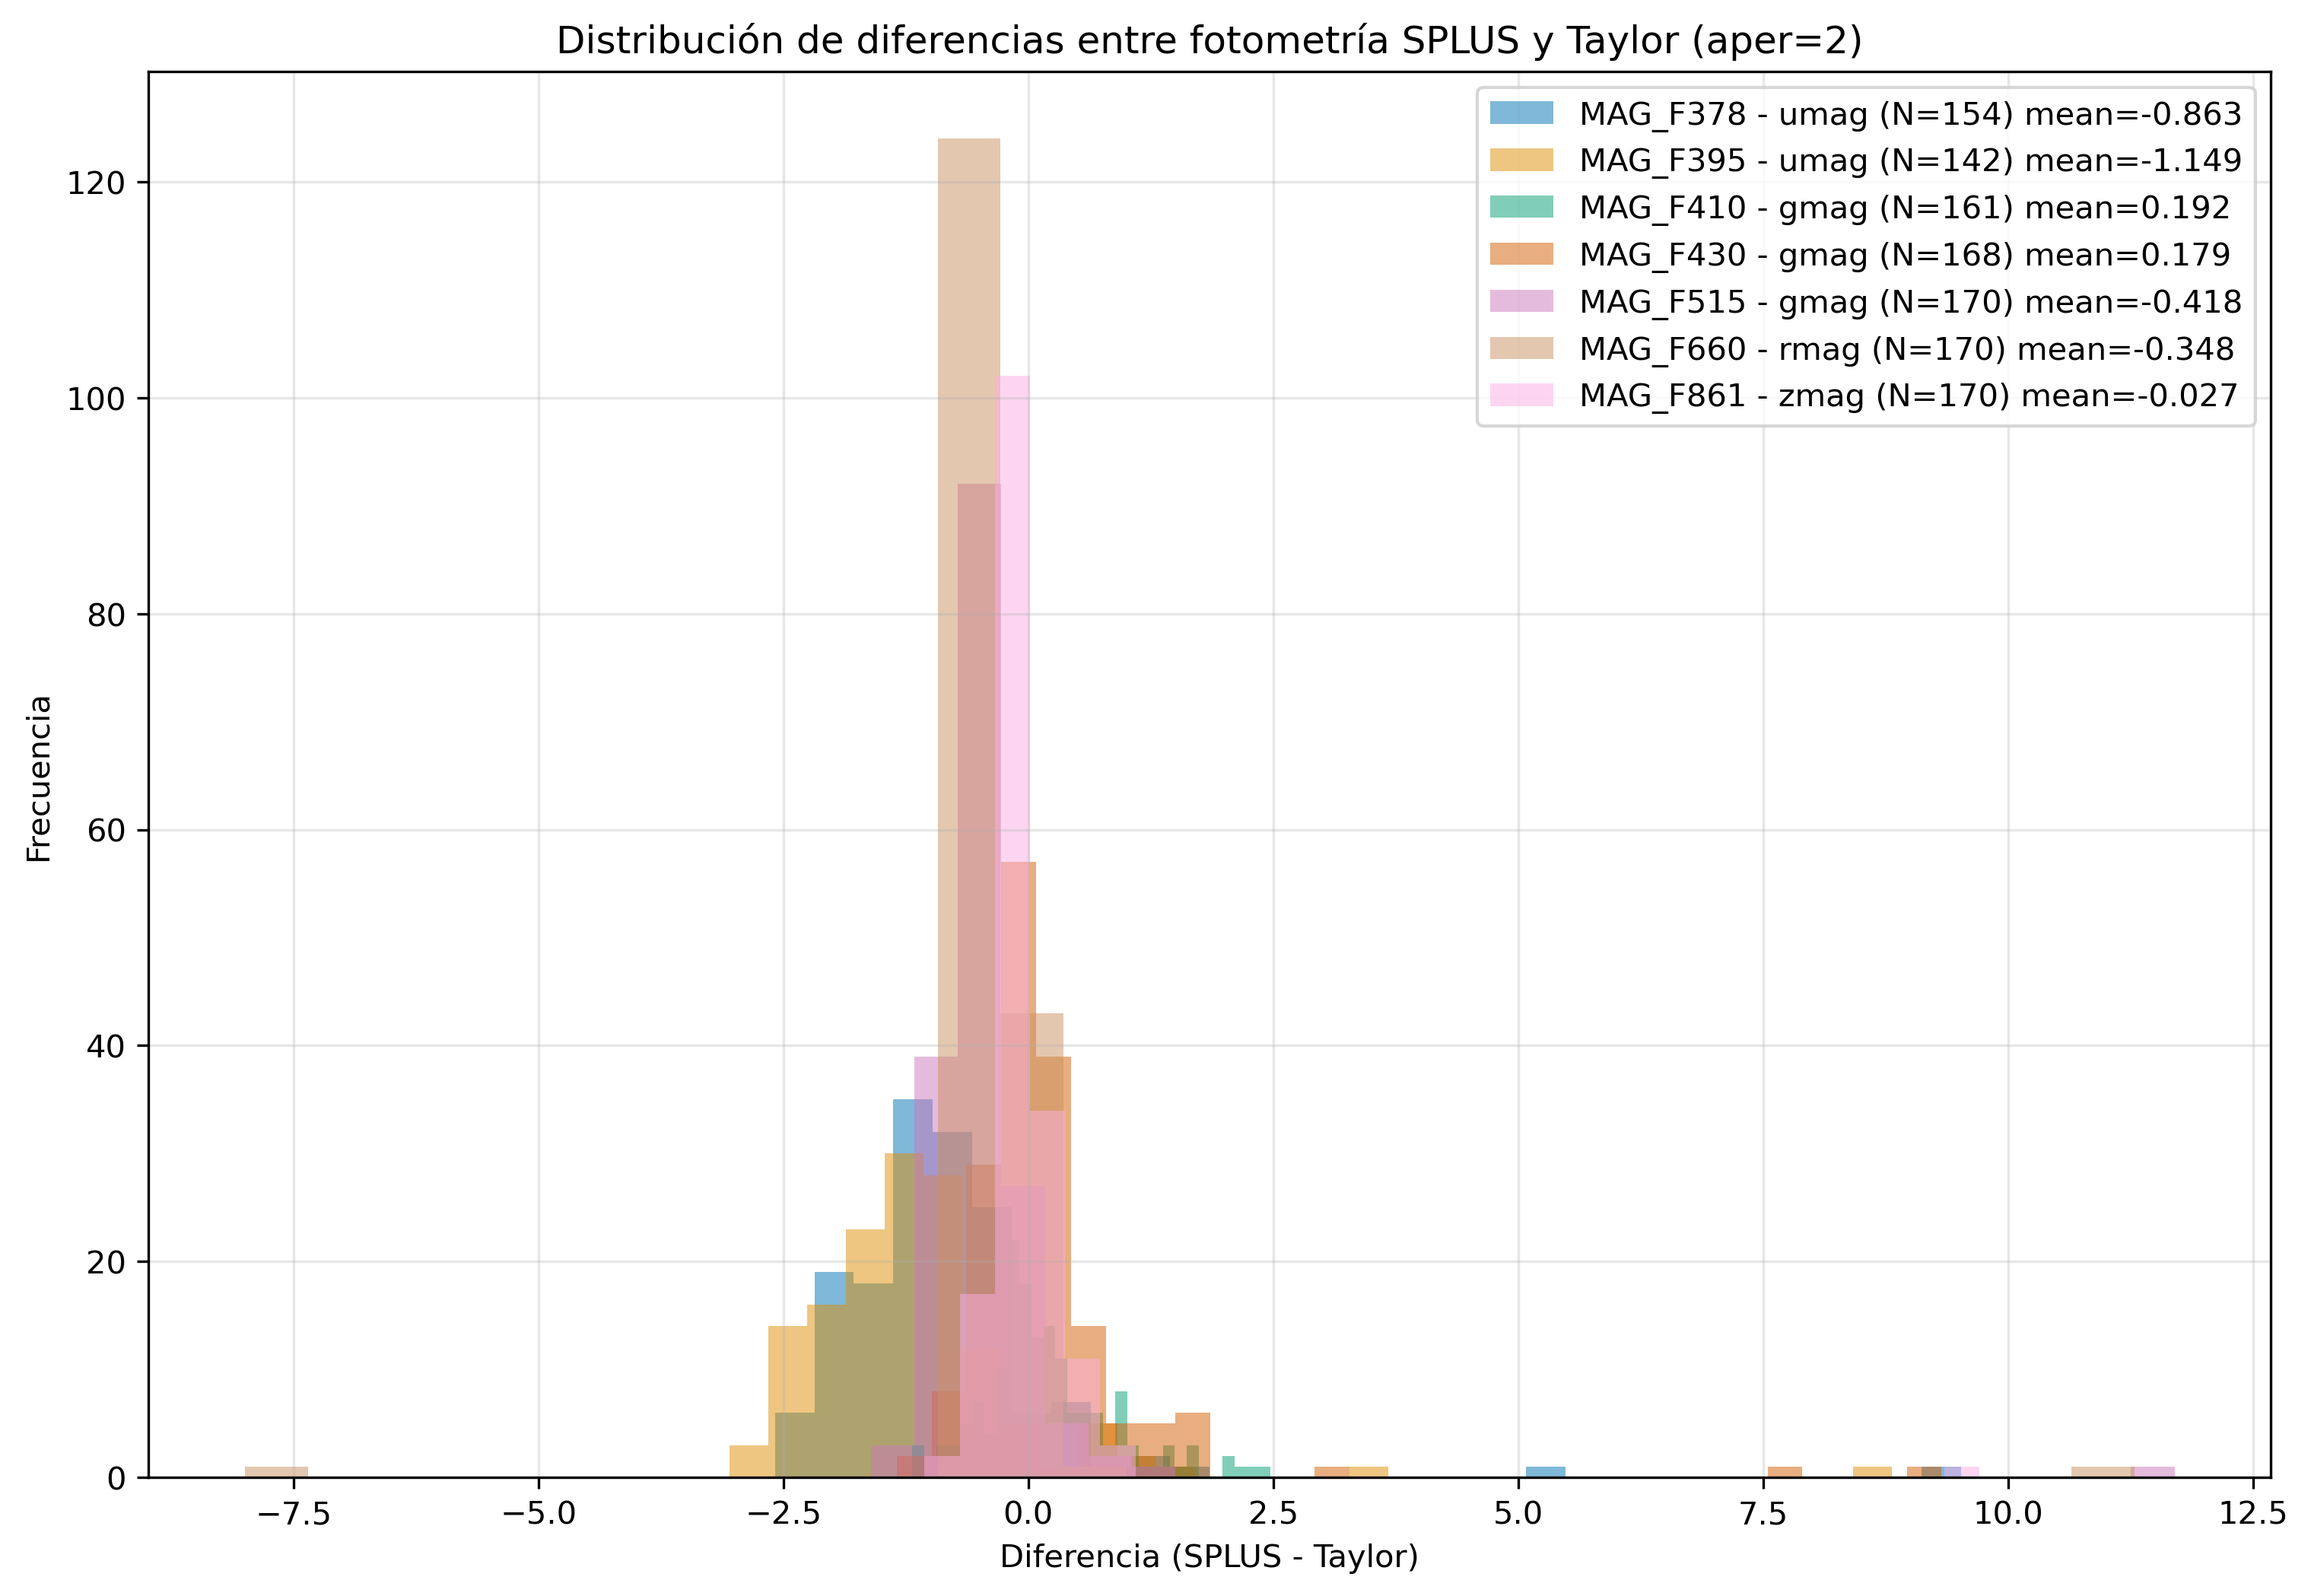 Distribución de diferencias entre fotometría SPLUS y Taylor (aper=2)
MAG_F378 - umag (N=154) mean=-0.863
MAG_F395 - umag (N=142) mean=-1.149
MAG_F410 - gmag (N=161) mean=0.192
MAG_F430 - gmag (N=168) mean=0.179
MAG_F515 - gmag (N=170) mean=-0.418
MAG_F660 - rmag (N=170) mean=-0.348
MAG_F861 - zmag (N=170) mean=-0.027
Frecuencia
120
100
80
60
40
20
0
−7.5 −5.0 −2.5 0.0 2.5 5.0 7.5 10.0 12.5
Diferencia (SPLUS - Taylor)